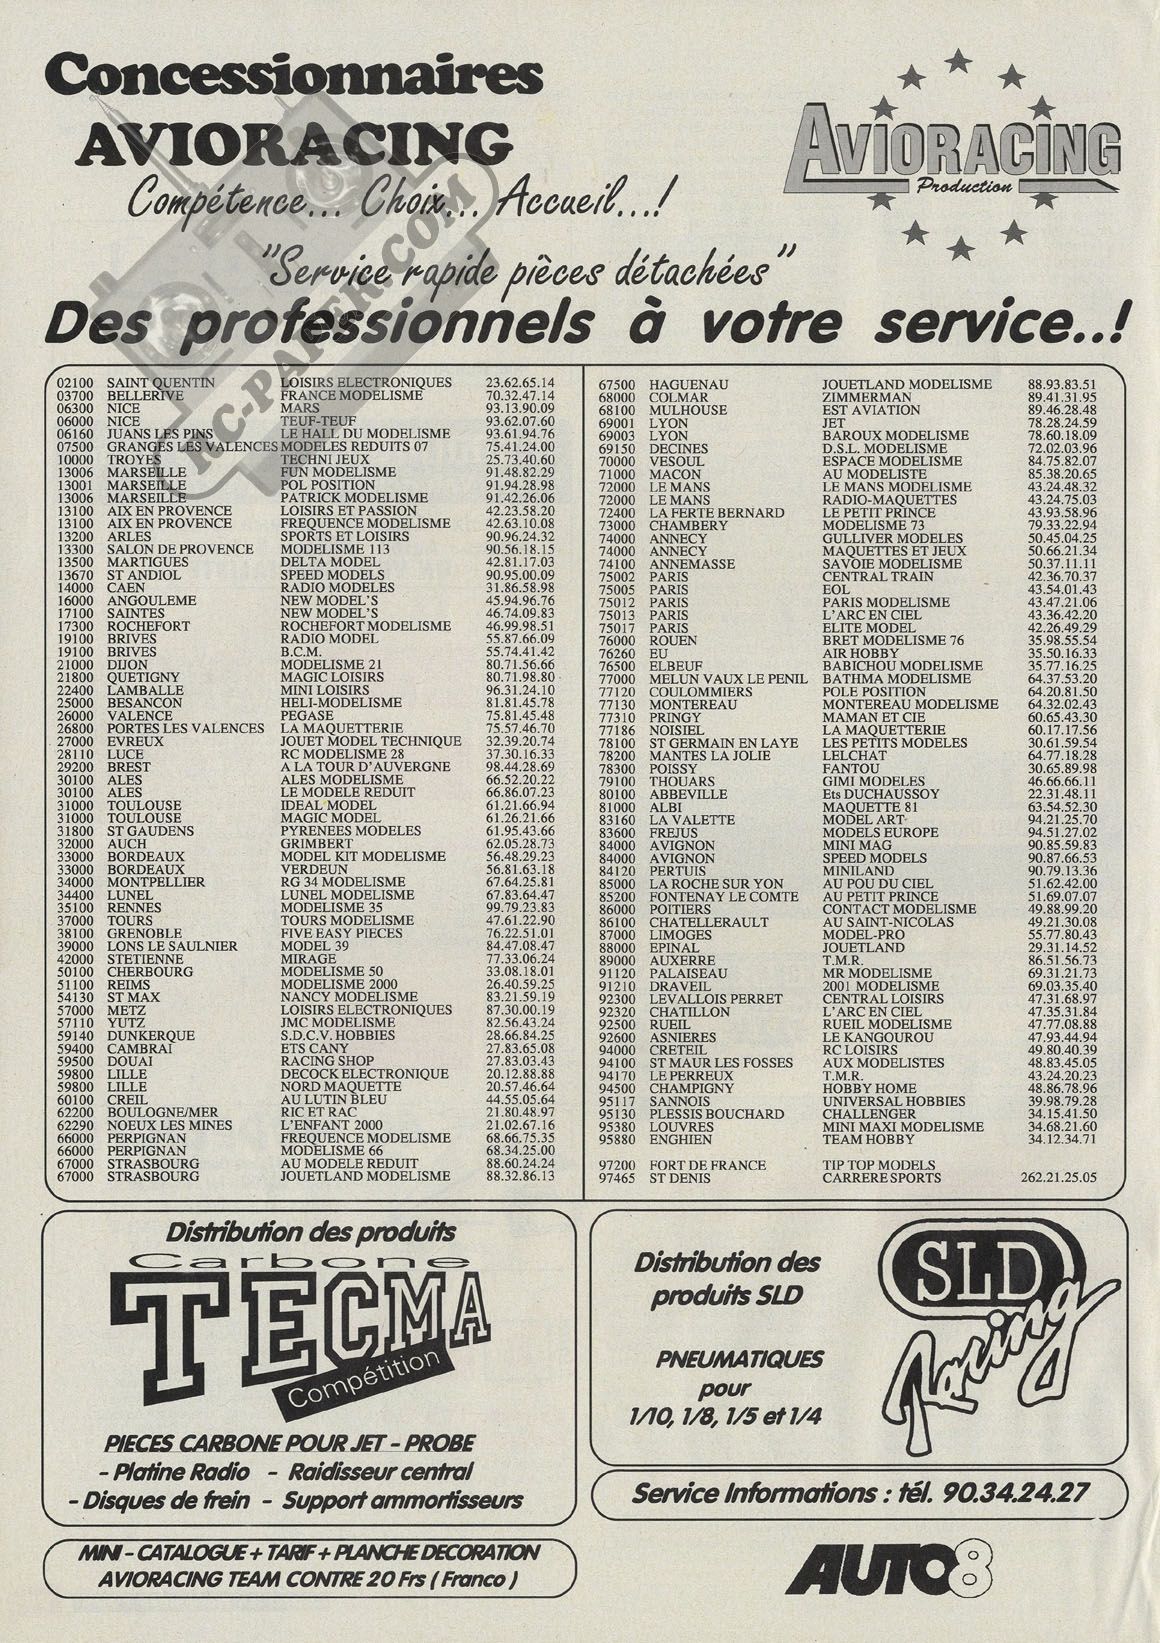 Concessionnaires
AVIORACING
AVIORACING
Production
Compétence... Choix... Accueil...!
"Service rapide pièces détachées"
Des professionnels à votre service..!
RC-PAPER.COM
02100 SAINT QUENTIN LOISIRS ELECTRONIQUES 23.62.65.14
03700 BELLERIVE FRANCE MODELISME 70.32.47.14
06300 NICE MARS 93.13.90.09
06000 NICE TEUF-TEUF 93.62.07.60
06160 JUANS LES PINS LE HALL DU MODELISME 93.61.94.76
07500 GRANGES LES VALENCES MODELES REDUITS 07 75.41.24.00
10000 TROYES TECHNI JEUX 25.73.40.60
13006 MARSEILLE FUN MODELISME 91.48.82.29
13001 MARSEILLE POL POSITION 91.94.28.98
13006 MARSEILLE PATRICK MODELISME 91.42.26.06
13100 AIX EN PROVENCE LOISIRS ET PASSION 42.23.58.20
13100 AIX EN PROVENCE FREQUENCE MODELISME 42.63.10.08
13200 ARLES SPORTS ET LOISIRS 90.96.24.32
13300 SALON DE PROVENCE MODELISME 113 90.56.18.15
13500 MARTIGUES DELTA MODEL 42.81.17.03
13670 ST ANDIOL SPEED MODELS 90.95.00.09
14000 CAEN RADIO MODELES 31.86.58.98
16000 ANGOULEME NEW MODEL'S 45.94.96.76
17100 SAINTES NEW MODEL'S 46.74.09.83
17300 ROCHEFORT ROCHEFORT MODELISME 46.99.98.51
19100 BRIVES RADIO MODEL 55.87.66.09
19100 BRIVES B.C.M. 55.74.41.42
21000 DIJON MODELISME 21 80.71.56.66
21800 QUETIGNY MAGIC LOISIRS 80.71.98.80
22400 LAMBALLE MINI LOISIRS 96.31.24.10
25000 BESANCON HELI-MODELISME 81.81.45.78
26000 VALENCE PEGASE 75.81.45.48
26800 PORTES LES VALENCES LA MAQUETTERIE 75.57.46.70
27000 EVREUX JOUET MODEL TECHNIQUE 32.39.20.74
28110 LUCE RC MODELISME 28 37.30.16.33
29200 BREST A LA TOUR D'AUVERGNE 98.44.28.69
30100 ALES ALES MODELISME 66.52.20.22
30100 ALES LE MODELE REDUIT 66.86.07.23
31000 TOULOUSE IDEAL MODEL 61.21.66.94
31000 TOULOUSE MAGIC MODEL 61.26.21.66
31800 ST GAUDENS PYRENEES MODELES 61.95.43.66
32000 AUCH GRIMBERT 62.05.28.73
33000 BORDEAUX MODEL KIT MODELISME 56.48.29.23
33000 BORDEAUX VERDEUN 56.81.63.18
34000 MONTPELLIER RG 34 MODELISME 67.64.25.81
34400 LUNEL LUNEL MODELISME 67.83.64.47
35100 RENNES MODELISME 35 99.79.23.83
37000 TOURS TOURS MODELISME 47.61.22.90
38100 GRENOBLE FIVE EASY PIECES 76.22.51.01
39000 LONS LE SAULNIER MODEL 39 84.47.08.47
42000 STETIENNE MIRAGE 77.33.06.24
50100 CHERBOURG MODELISME 50 33.08.18.01
51100 REIMS MODELISME 2000 26.40.59.25
54130 ST MAX NANCY MODELISME 83.21.59.19
57000 METZ LOISIRS ELECTRONIQUES 87.30.00.19
57110 YUTZ JMC MODELISME 82.56.43.24
59140 DUNKERQUE S.D.C.V. HOBBIES 28.66.84.25
59400 CAMBRAI ETS CANY 27.83.65.08
59500 DOUAI RACING SHOP 27.83.03.43
59800 LILLE DECOCK ELECTRONIQUE 20.12.88.88
59800 LILLE NORD MAQUETTE 20.57.46.64
60100 CREIL AU LUTIN BLEU 44.55.05.64
62200 BOULOGNE/MER RIC ET RAC 21.80.48.97
62290 NOEUX LES MINES L'ENFANT 2000 21.02.67.16
66000 PERPIGNAN FREQUENCE MODELISME 68.66.75.35
66000 PERPIGNAN MODELISME 66 68.34.25.00
67000 STRASBOURG AU MODELE REDUIT 88.60.24.24
67000 STRASBOURG JOUETLAND MODELISME 88.32.86.13
67500 HAGUENAU JOUETLAND MODELISME 88.93.83.51
68000 COLMAR ZIMMERMAN 89.41.31.95
68100 MULHOUSE EST AVIATION 89.46.28.48
69001 LYON JET 78.28.24.59
69003 LYON BAROUX MODELISME 78.60.18.09
69150 DECINES D.S.L. MODELISME 72.02.03.96
70000 VESOUL ESPACE MODELISME 84.75.82.07
71000 MACON AU MODELISTE 85.38.20.65
72000 LE MANS LE MANS MODELISME 43.24.48.32
72000 LE MANS RADIO-MAQUETTES 43.24.75.03
72400 LA FERTE BERNARD LE PETIT PRINCE 43.93.58.96
73000 CHAMBERY MODELISME 73 79.33.22.94
74000 ANNECY GULLIVER MODELES 50.45.04.25
74000 ANNECY MAQUETTES ET JEUX 50.66.21.34
74100 ANNEMASSE SAVOIE MODELISME 50.37.11.11
75002 PARIS CENTRAL TRAIN 42.36.70.37
75005 PARIS EOL 43.54.01.43
75012 PARIS PARIS MODELISME 43.47.21.06
75013 PARIS L'ARC EN CIEL 43.36.42.20
75017 PARIS ELITE MODEL 42.26.49.29
76000 ROUEN BRET MODELISME 76 35.98.55.54
76260 EU AIR HOBBY 35.50.16.33
76500 ELBEUF BABICHOU MODELISME 35.77.16.25
77000 MELUN VAUX LE PENIL BATHMA MODELISME 64.37.53.20
77120 COULOMMIERS POLE POSITION 64.20.81.50
77130 MONTEREAU MONTEREAU MODELISME 64.32.02.43
77310 PRINGY MAMAN ET CIE 60.65.43.30
77186 NOISIEL LA MAQUETTERIE 60.17.17.56
78100 ST GERMAIN EN LAYE LES PETITS MODELES 30.61.59.54
78200 MANTES LA JOLIE LELCHAT 64.77.18.28
78300 POISSY FANTOU 30.65.89.98
79100 THOUARS GIMI MODELES 46.66.66.11
80100 ABBEVILLE Ets DUCHAUSSOY 22.31.48.11
81000 ALBI MAQUETTE 81 63.54.52.30
83160 LA VALETTE MODEL ART 94.21.25.70
83600 FREJUS MODELS EUROPE 94.51.27.02
84000 AVIGNON MINI MAG 90.85.59.83
84000 AVIGNON SPEED MODELS 90.87.66.53
84120 PERTUIS MINILAND 90.79.13.36
85000 LA ROCHE SUR YON AU POU DU CIEL 51.62.42.00
85200 FONTENAY LE COMTE AU PETIT PRINCE 51.69.07.07
86000 POITIERS CONTACT MODELISME 49.88.99.20
86100 CHATELLERAULT AU SAINT-NICOLAS 49.21.30.08
87000 LIMOGES MODEL-PRO 55.77.80.43
88000 EPINAL JOUETLAND 29.31.14.52
89000 AUXERRE T.M.R. 86.51.56.73
91120 PALAISEAU MR MODELISME 69.31.21.73
91210 DRAVEIL 2001 MODELISME 69.03.35.40
92300 LEVALLOIS PERRET CENTRAL LOISIRS 47.31.68.97
92320 CHATILLON L'ARC EN CIEL 47.35.31.84
92500 RUEIL RUEIL MODELISME 47.77.08.88
92600 ASNIERES LE KANGOUROU 47.93.44.94
94000 CRETEIL RC LOISIRS 49.80.40.39
94100 ST MAUR LES FOSSES AUX MODELISTES 48.83.45.05
94170 LE PERREUX T.M.R. 43.24.20.23
94500 CHAMPIGNY HOBBY HOME 48.86.78.96
95117 SANNOIS UNIVERSAL HOBBIES 39.98.79.28
95130 PLESSIS BOUCHARD CHALLENGER 34.15.41.50
95380 LOUVRES MINI MAXI MODELISME 34.68.21.60
95880 ENGHIEN TEAM HOBBY 34.12.34.71
97200 FORT DE FRANCE TIP TOP MODELS
97465 ST DENIS CARRERE SPORTS 262.21.25.05
Distribution des produits
Carbone
TECMA
Compétition
PIECES CARBONE POUR JET - PROBE
- Platine Radio - Raidisseur central
- Disques de frein - Support ammortisseurs
MINI - CATALOGUE + TARIF + PLANCHE DECORATION
AVIORACING TEAM CONTRE 20 Frs ( Franco )
Distribution des
produits SLD
PNEUMATIQUES
pour
1/10, 1/8, 1/5 et 1/4
SLD
Racing
Service Informations : tél. 90.34.24.27
AUTO8